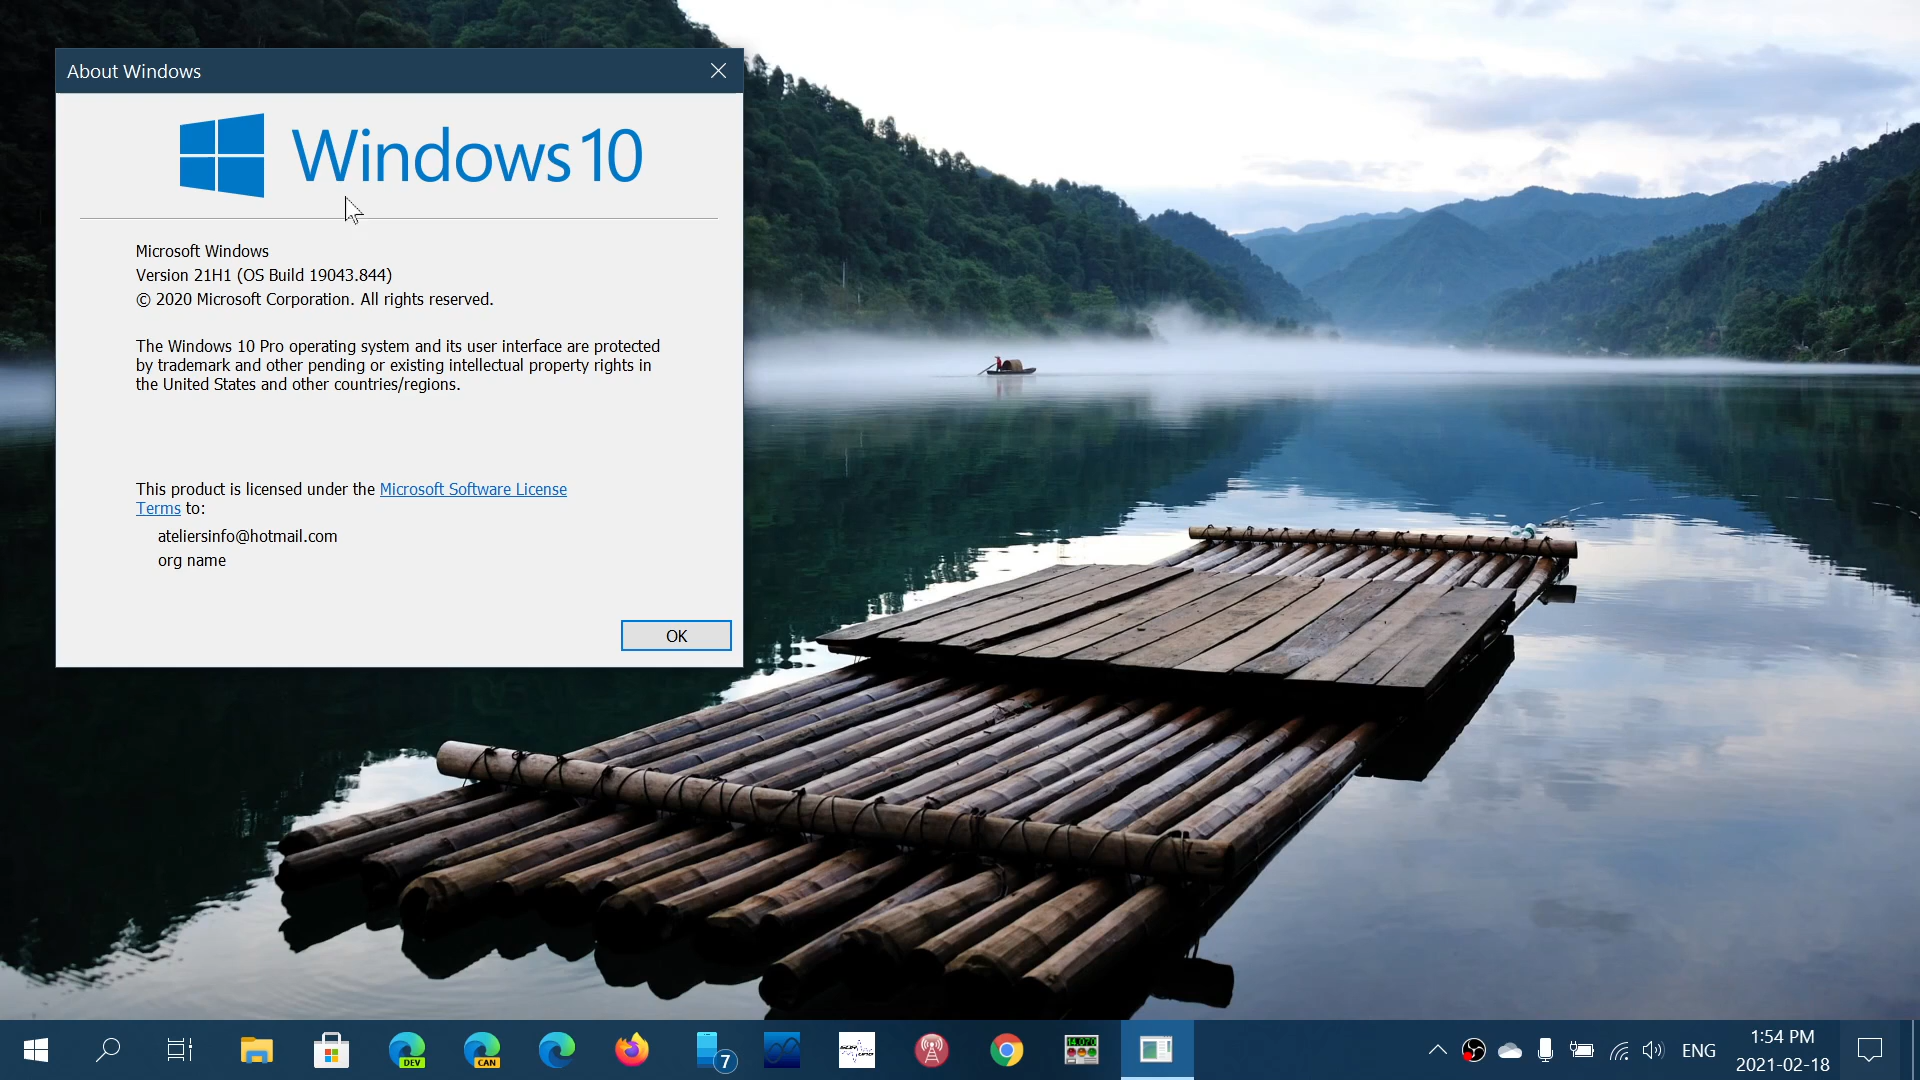 About Windows
Windows 10
Microsoft Windows
Version 21H1 (OS Build 19043.844)
© 2020 Microsoft Corporation. All rights reserved.
The Windows 10 Pro operating system and its user interface are protected
by trademark and other pending or existing intellectual property rights in
the United States and other countries/regions.
This product is licensed under the Microsoft Software License
Terms to:
ateliersinfo@hotmail.com
org name
OK
DEV
CAN
7
14.070
ENG
1:54 PM
2021-02-18